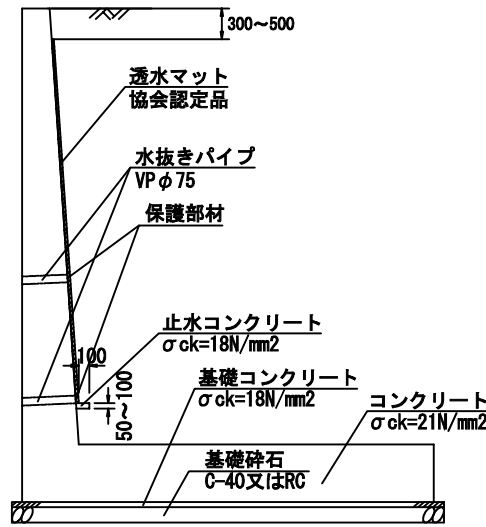 300～500
透水マット
協会認定品
水抜きパイプ
VPφ75
保護部材
止水コンクリート
σck=18N/mm2
100
50～100
基礎コンクリート
σck=18N/mm2
コンクリート
σck=21N/mm2
基礎砕石
C-40又はRC